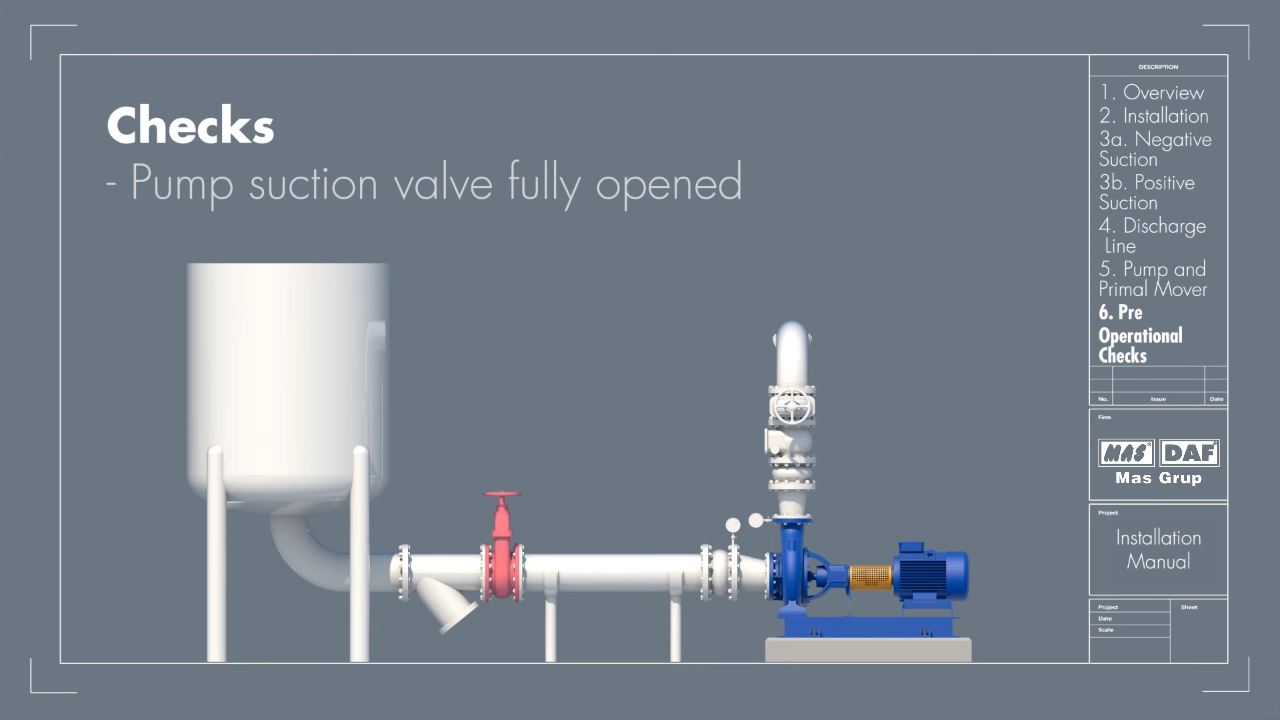 Checks
- Pump suction valve fully opened
DESCRIPTION
1. Overview
2. Installation
3a. Negative
Suction
3b. Positive
Suction
4. Discharge
Line
5. Pump and
Primal Mover
6. Pre
Operational
Checks
No. Issue Date
Firm
MAS DAF
Mas Grup
Project
Installation
Manual
Project Sheet
Date
Scale